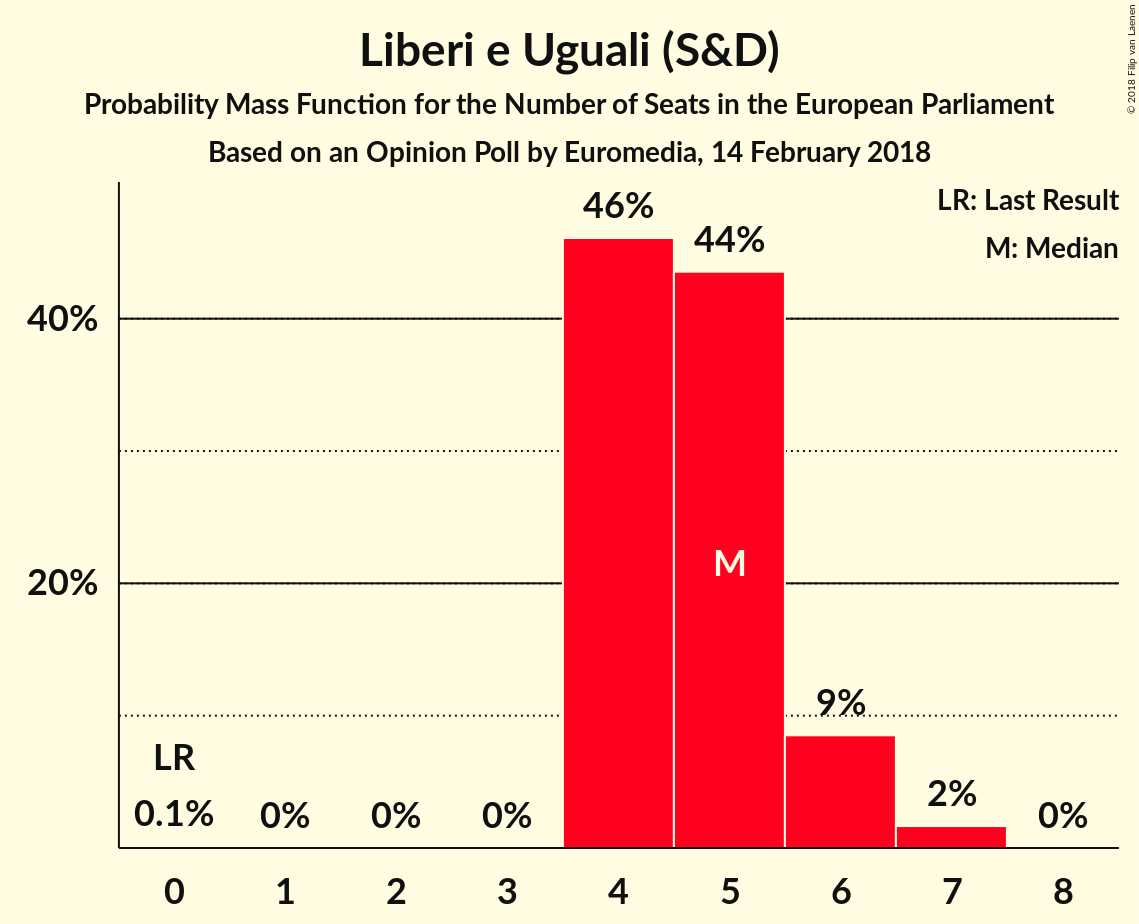 Liberi e Uguali (S&D)
Probability Mass Function for the Number of Seats in the European Parliament
Based on an Opinion Poll by Euromedia, 14 February 2018
© 2018 Filip van Laenen
LR: Last Result
M: Median
46%
44%
40%
M
20%
9%
LR
2%
0.1%
0%
0%
0%
0%
0
1
2
3
4
5
6
7
8